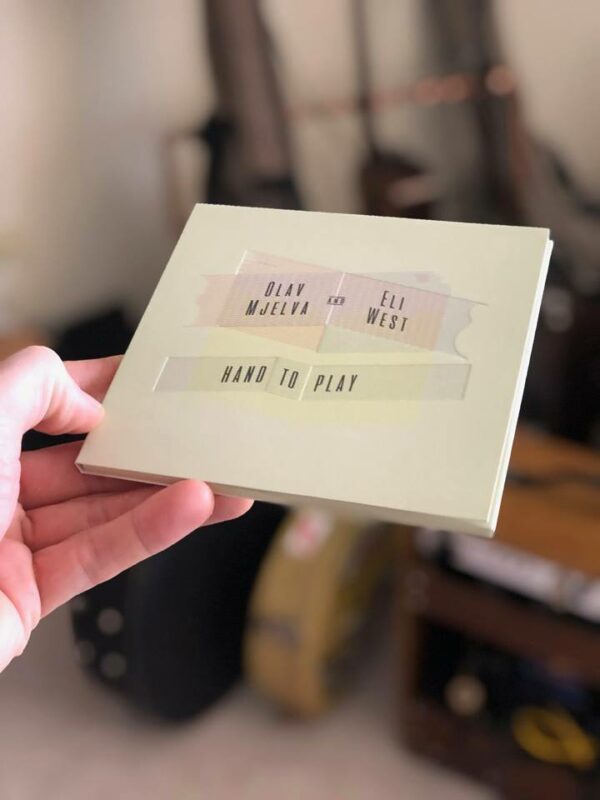 OLAV MJELVA AND ELI WEST
HAND TO PLAY